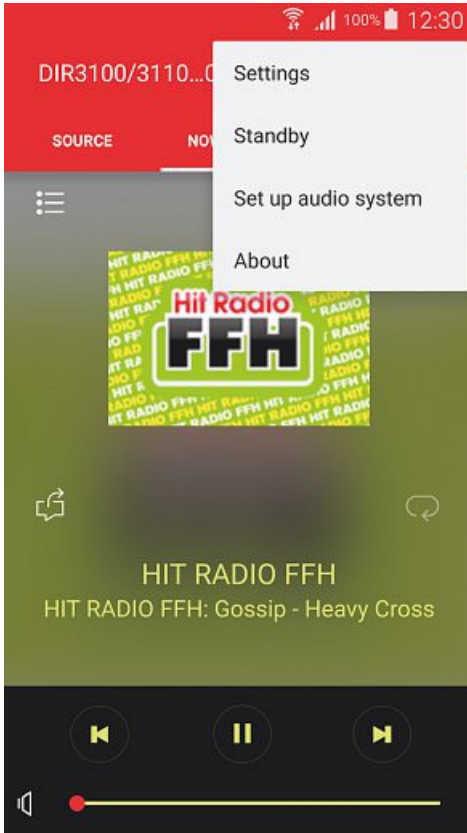 100% 12:30
DIR3100/3110...
Settings
SOURCE
Standby
Set up audio system
About
Hit Radio
FFH
HIT RADIO FFH
HIT RADIO FFH: Gossip - Heavy Cross